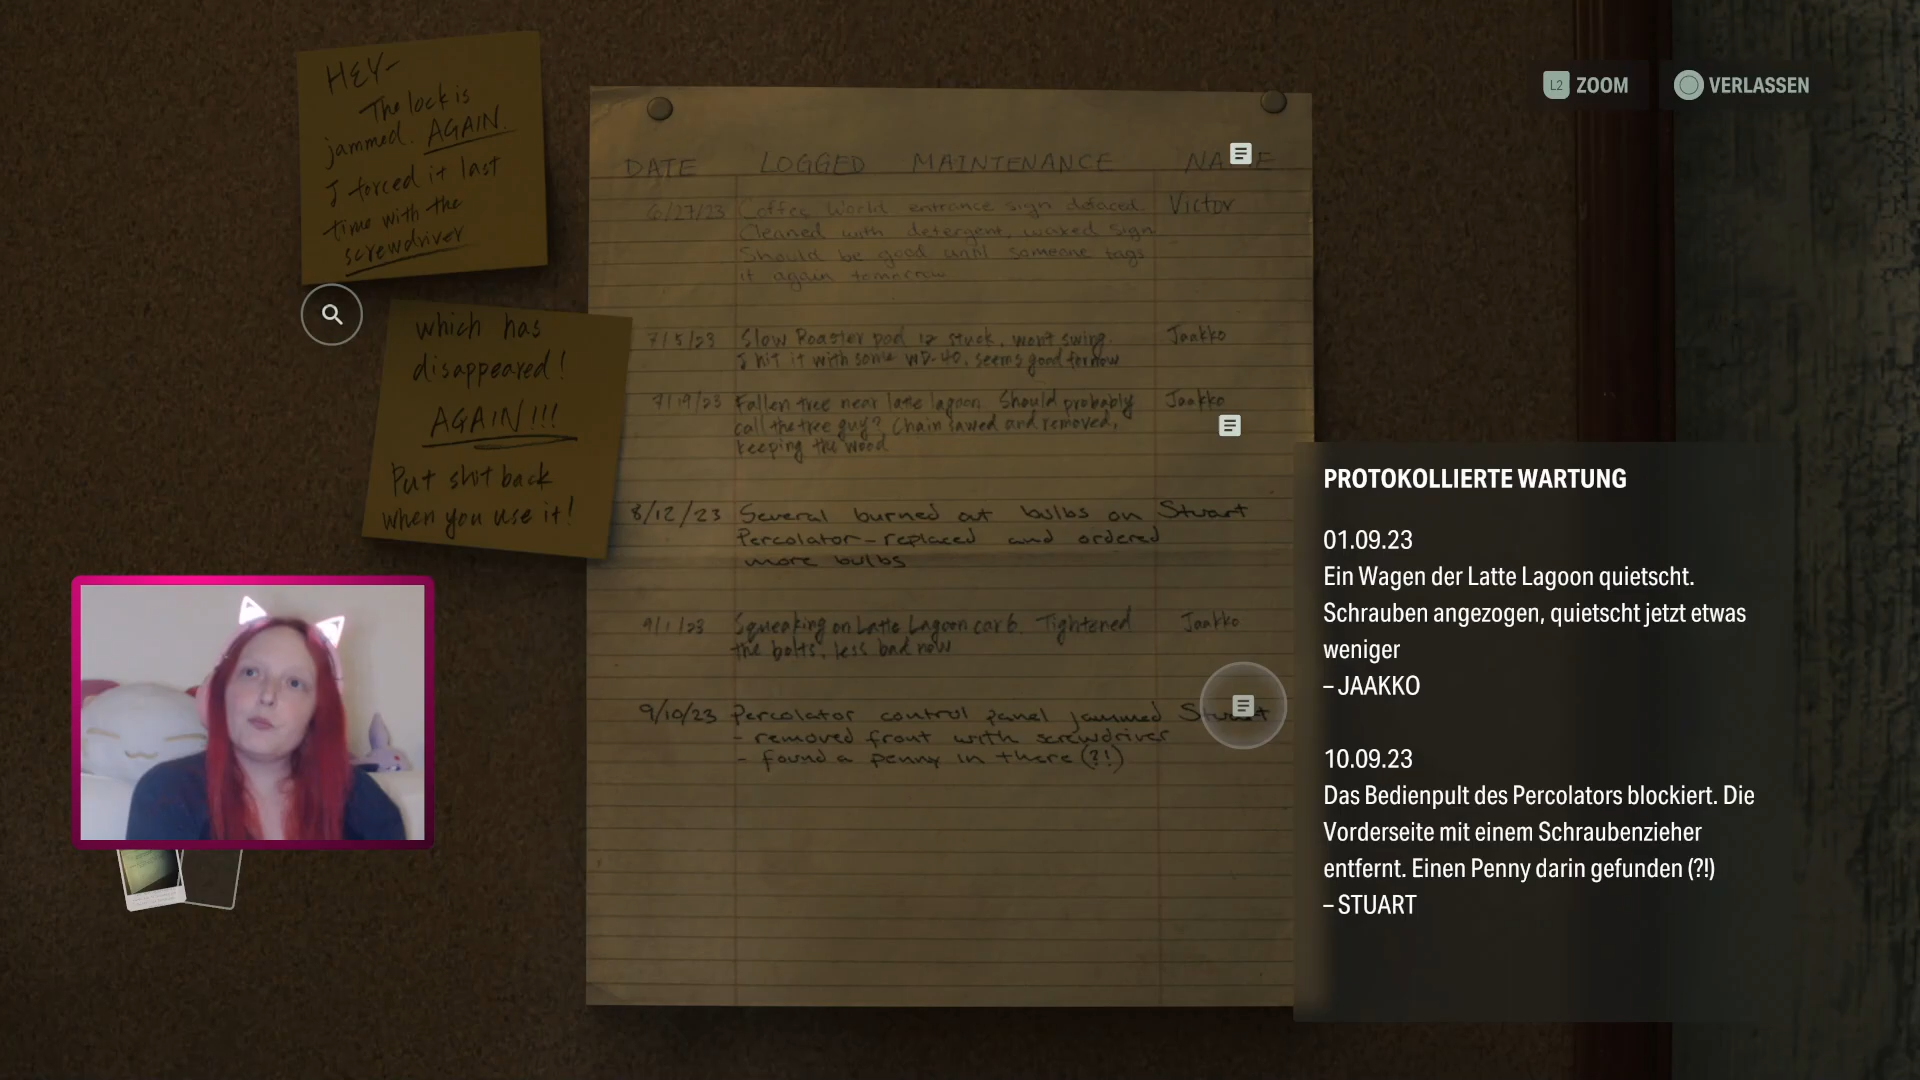 HEY-
The lock is
jammed. AGAIN.
I forced it last
time with the
screwdriver
which has
disappeared!
AGAIN!!!
Put shit back
when you use it!
DATE LOGGED MAINTENANCE NAME
6/27/23 Coffee World entrance sign defaced. Victor
Cleaned with detergent, waxed sign
Should be good until someone tags
it again tomorrow
7/5/23 Slow Roaster pod 12 stuck, won't swing. Jaakko
I hit it with some WD-40, seems good for now
7/19/23 Fallen tree near latte lagoon Should probably Jaakko
call the tree guy? Chainsawed and removed,
keeping the wood
8/12/23 Several burned out bulbs on Stuart
Percolator-replaced and ordered
more bulbs
9/1/23 Squeaking on Latte Lagoon car 6. Tightened Jaakko
the bolts, less bad now
9/10/23 Percolator control panel jammed Stuart
- removed front with screwdriver
- found a penny in there (?!)
L2 ZOOM
VERLASSEN
PROTOKOLLIERTE WARTUNG
01.09.23
Ein Wagen der Latte Lagoon quietscht.
Schrauben angezogen, quietscht jetzt etwas
weniger
– JAAKKO
10.09.23
Das Bedienpult des Percolators blockiert. Die
Vorderseite mit einem Schraubenzieher
entfernt. Einen Penny darin gefunden (?!)
– STUART